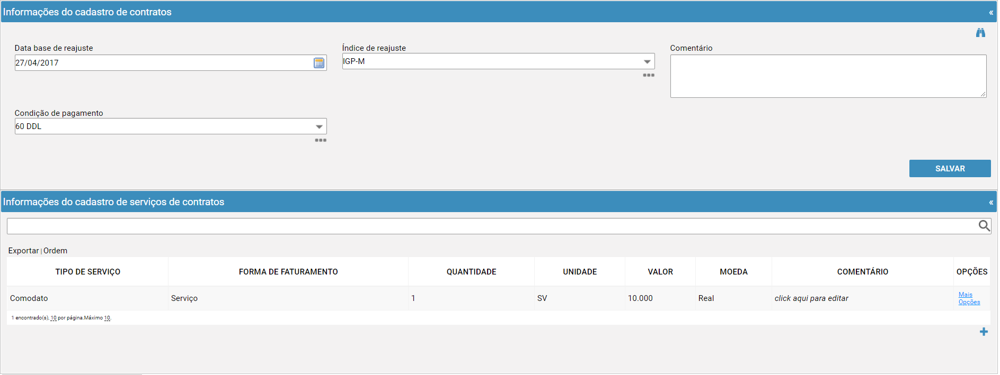 Informações do cadastro de contratos «
Data base de reajuste
27/04/2017
Índice de reajuste
IGP-M
Comentário
Condição de pagamento
60 DDL
SALVAR
Informações do cadastro de serviços de contratos «
Exportar | Ordem
TIPO DE SERVIÇO FORMA DE FATURAMENTO QUANTIDADE UNIDADE VALOR MOEDA COMENTÁRIO OPÇÕES
Comodato Serviço 1 SV 10.000 Real click aqui para editar Mais
Opções
1 encontrado(s), 10 por página.Máximo 10.